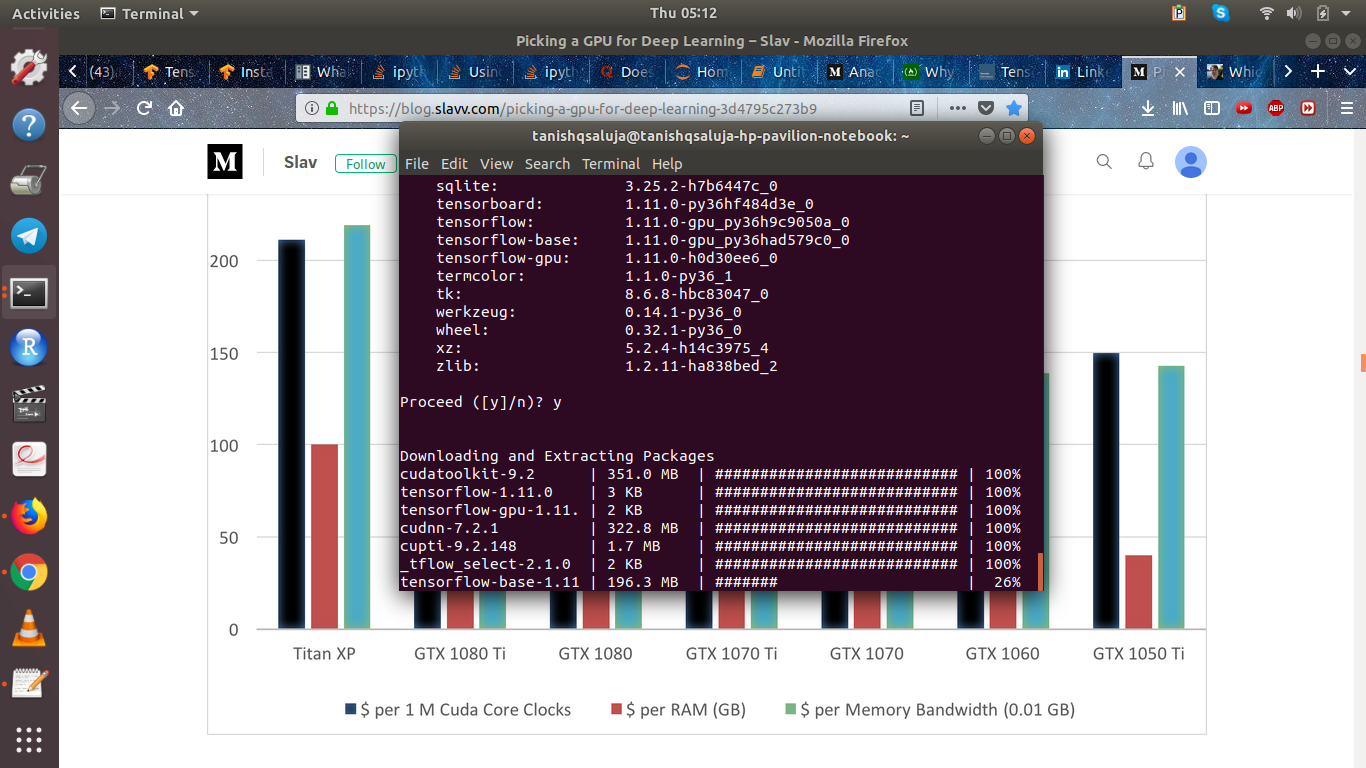 Activities Terminal Thu 05:12
Picking a GPU for Deep Learning – Slav - Mozilla Firefox
(43) Tens Insta Wha ipyt Usin ipyth Does Hom Untit Anac Why Tens Linke Pi Whic
https://blog.slavv.com/picking-a-gpu-for-deep-learning-3d4795c273b9
ABP
M Slav Follow
tanishqsaluja@tanishqsaluja-hp-pavilion-notebook: ~
File Edit View Search Terminal Help
sqlite: 3.25.2-h7b6447c_0
tensorboard: 1.11.0-py36hf484d3e_0
tensorflow: 1.11.0-gpu_py36h9c9050a_0
tensorflow-base: 1.11.0-gpu_py36had579c0_0
tensorflow-gpu: 1.11.0-h0d30ee6_0
termcolor: 1.1.0-py36_1
tk: 8.6.8-hbc83047_0
werkzeug: 0.14.1-py36_0
wheel: 0.32.1-py36_0
xz: 5.2.4-h14c3975_4
zlib: 1.2.11-ha838bed_2
Proceed ([y]/n)? y
Downloading and Extracting Packages
cudatoolkit-9.2 | 351.0 MB | ########################### | 100%
tensorflow-1.11.0 | 3 KB | ########################### | 100%
tensorflow-gpu-1.11. | 2 KB | ########################### | 100%
cudnn-7.2.1 | 322.8 MB | ########################### | 100%
cupti-9.2.148 | 1.7 MB | ########################### | 100%
_tflow_select-2.1.0 | 2 KB | ########################### | 100%
tensorflow-base-1.11 | 196.3 MB | ####### | 26%
200
150
100
50
0
Titan XP GTX 1080 Ti GTX 1080 GTX 1070 Ti GTX 1070 GTX 1060 GTX 1050 Ti
$ per 1 M Cuda Core Clocks $ per RAM (GB) $ per Memory Bandwidth (0.01 GB)